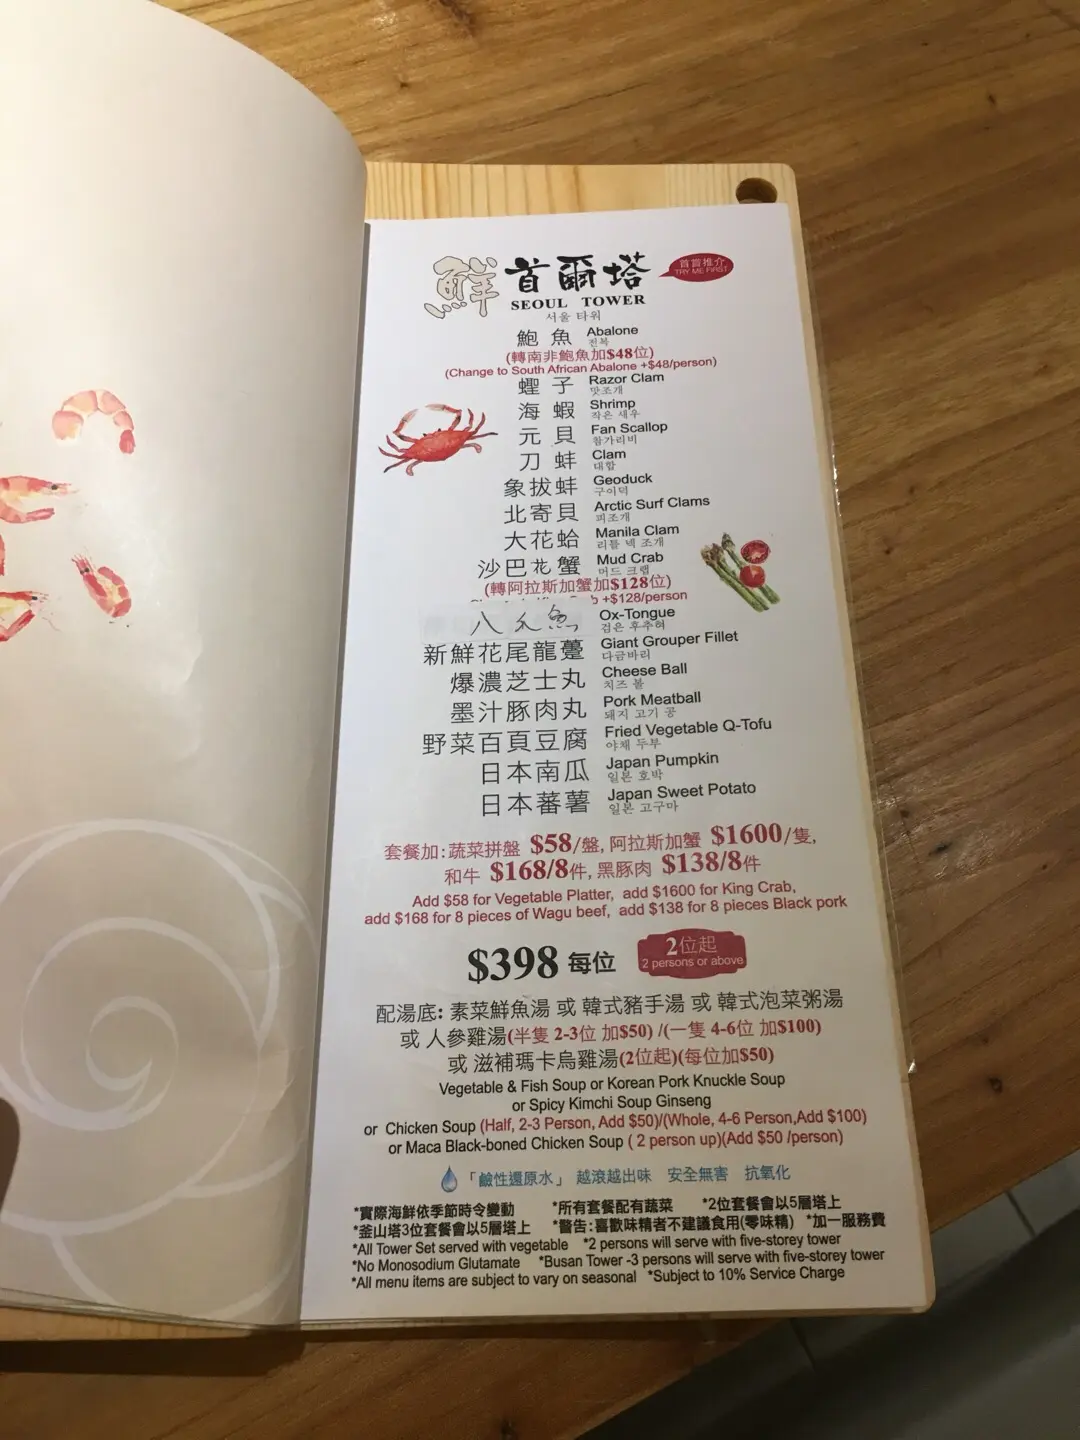 鮮 首爾塔
首首推介
TRY ME FIRST
SEOUL TOWER
서울 타워
鮑魚 Abalone
전복
(轉南非鮑魚加$48位)
(Change to South African Abalone +$48/person)
蟶子 Razor Clam
맛조개
海蝦 Shrimp
작은 새우
元貝 Fan Scallop
참가리비
刀蚌 Clam
대합
象拔蚌 Geoduck
구이덕
北寄貝 Arctic Surf Clams
피조개
大花蛤 Manila Clam
리틀 넥 조개
沙巴花蟹 Mud Crab
머드 크랩
(轉阿拉斯加蟹加$128位)
+$128/person
八爪魚 Ox-Tongue
검은 후추혀
新鮮花尾龍躉 Giant Grouper Fillet
다금바리
爆濃芝士丸 Cheese Ball
치즈 볼
墨汁豚肉丸 Pork Meatball
돼지 고기 공
野菜百頁豆腐 Fried Vegetable Q-Tofu
야채 두부
日本南瓜 Japan Pumpkin
일본 호박
日本蕃薯 Japan Sweet Potato
일본 고구마
套餐加:蔬菜拼盤 $58/盤, 阿拉斯加蟹 $1600/隻,
和牛 $168/8件, 黑豚肉 $138/8件
Add $58 for Vegetable Platter, add $1600 for King Crab,
add $168 for 8 pieces of Wagu beef, add $138 for 8 pieces Black pork
$398 每位
2位起
2 persons or above
配湯底: 素菜鮮魚湯 或 韓式豬手湯 或 韓式泡菜粥湯
或 人參雞湯(半隻 2-3位 加$50) /(一隻 4-6位 加$100)
或 滋補瑪卡烏雞湯(2位起)(每位加$50)
Vegetable & Fish Soup or Korean Pork Knuckle Soup
or Spicy Kimchi Soup Ginseng
or Chicken Soup (Half, 2-3 Person, Add $50)/(Whole, 4-6 Person,Add $100)
or Maca Black-boned Chicken Soup ( 2 person up)(Add $50 /person)
「鹼性還原水」 越滾越出味 安全無害 抗氧化
*實際海鮮依季節時令變動 *所有套餐配有蔬菜 *2位套餐會以5層塔上
*釜山塔3位套餐會以5層塔上 *警告:喜歡味精者不建議食用(零味精) *加一服務費
*All Tower Set served with vegetable *2 persons will serve with five-storey tower
*No Monosodium Glutamate *Busan Tower -3 persons will serve with five-storey tower
*All menu items are subject to vary on seasonal *Subject to 10% Service Charge